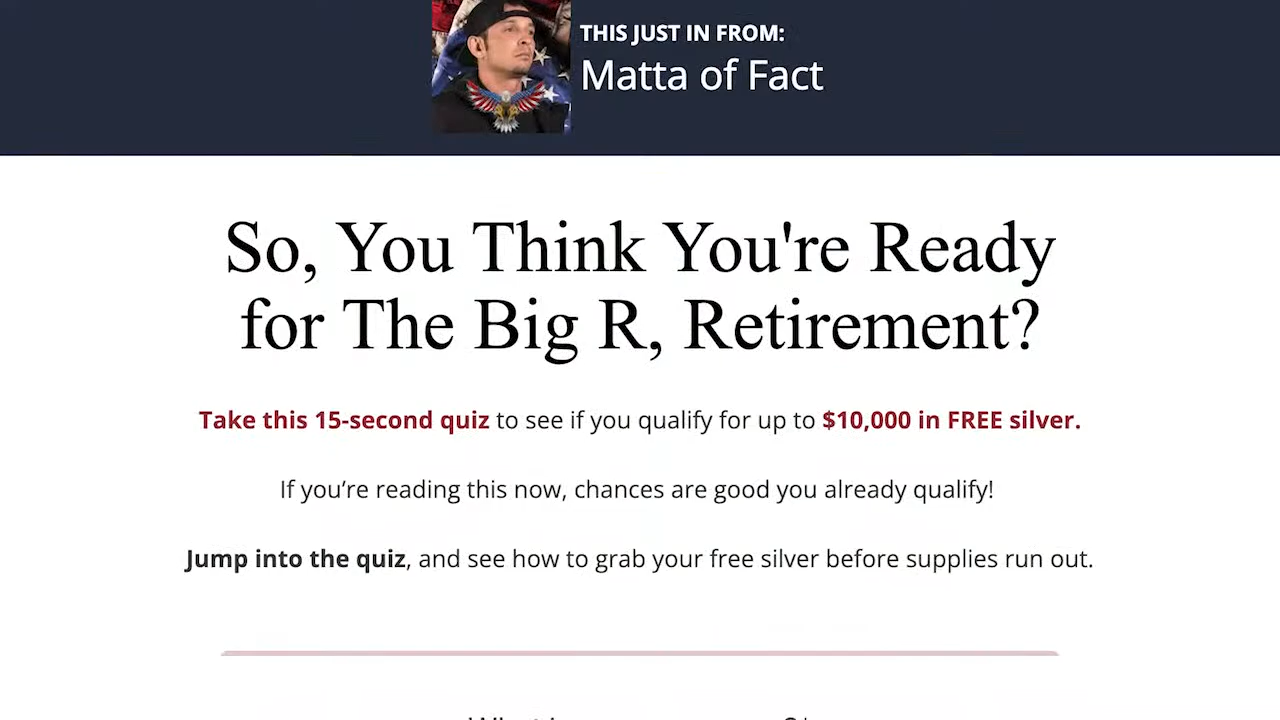 THIS JUST IN FROM:
Matta of Fact
So, You Think You're Ready
for The Big R, Retirement?
Take this 15-second quiz to see if you qualify for up to $10,000 in FREE silver.
If you’re reading this now, chances are good you already qualify!
Jump into the quiz, and see how to grab your free silver before supplies run out.